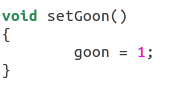 void setGoon()
{
        goon = 1;
}